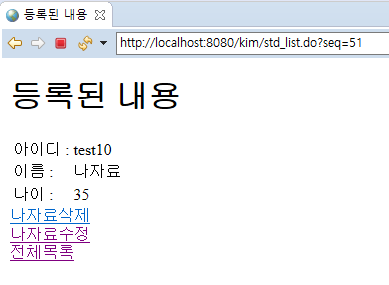 등록된 내용
http://localhost:8080/kim/std_list.do?seq=51
등록된 내용
아이디 : test10
이름 : 나자료
나이 : 35
나자료삭제
나자료수정
전체목록